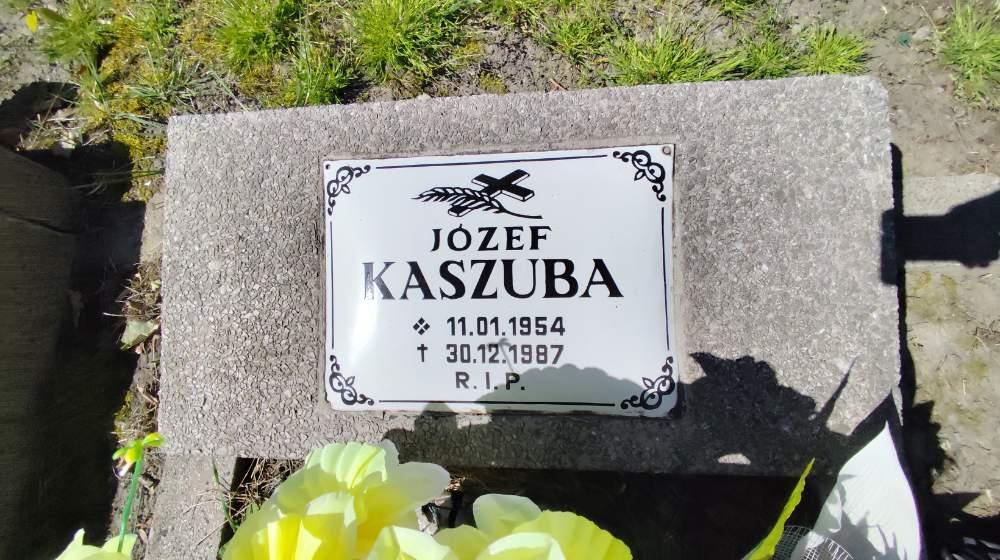 JÓZEF
KASZUBA
❖ 11.01.1954
† 30.12.1987
R. I. P.